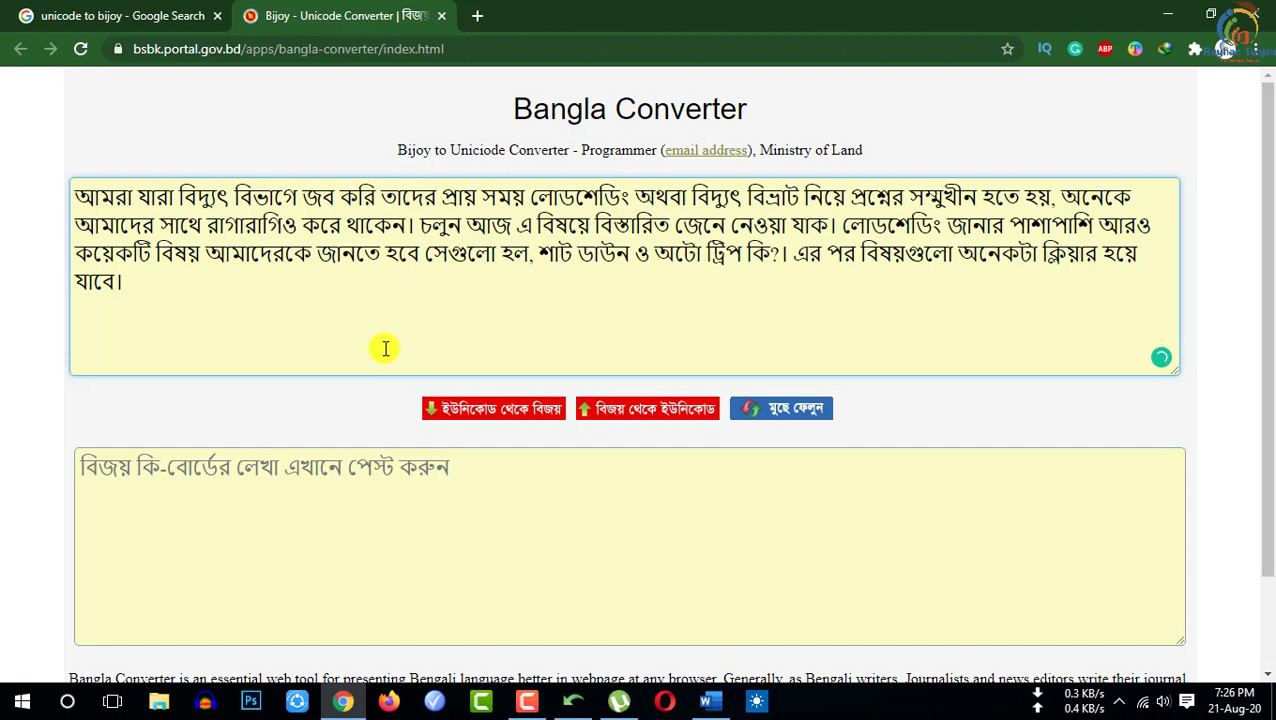 unicode to bijoy - Google Search
Bijoy - Unicode Converter | বিজয়
bsbk.portal.gov.bd/apps/bangla-converter/index.html
Bangla Converter
Bijoy to Uniciode Converter - Programmer (email address), Ministry of Land
আমরা যারা বিদ্যুৎ বিভাগে জব করি তাদের প্রায় সময় লোডশেডিং অথবা বিদ্যুৎ বিভ্রাট নিয়ে প্রশ্নের সম্মুখীন হতে হয়, অনেকে
আমাদের সাথে রাগারাগিও করে থাকেন। চলুন আজ এ বিষয়ে বিস্তারিত জেনে নেওয়া যাক। লোডশেডিং জানার পাশাপাশি আরও
কয়েকটি বিষয় আমাদেরকে জানতে হবে সেগুলো হল, শাট ডাউন ও অটো ট্রিপ কি?। এর পর বিষয়গুলো অনেকটা ক্লিয়ার হয়ে
যাবে।
ইউনিকোড থেকে বিজয়
বিজয় থেকে ইউনিকোড
মুছে ফেলুন
বিজয় কি-বোর্ডের লেখা এখানে পেস্ট করুন
Bangla Converter is an essential web tool for presenting Bengali language better in webpage at any browser. Generally, as Bengali writers, Journalists and news editors write their journal
0.3 KB/s
0.4 KB/s
7:26 PM
21-Aug-20